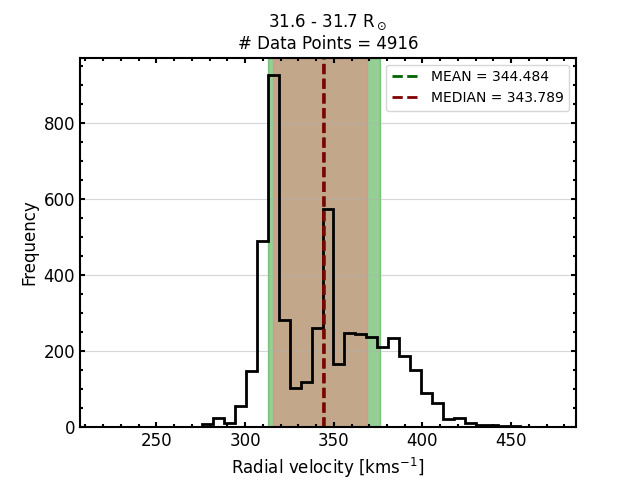 31.6 - 31.7 R⊙
# Data Points = 4916
MEAN = 344.484
MEDIAN = 343.789
Frequency
800
600
400
200
0
250 300 350 400 450
Radial velocity [kms⁻¹]